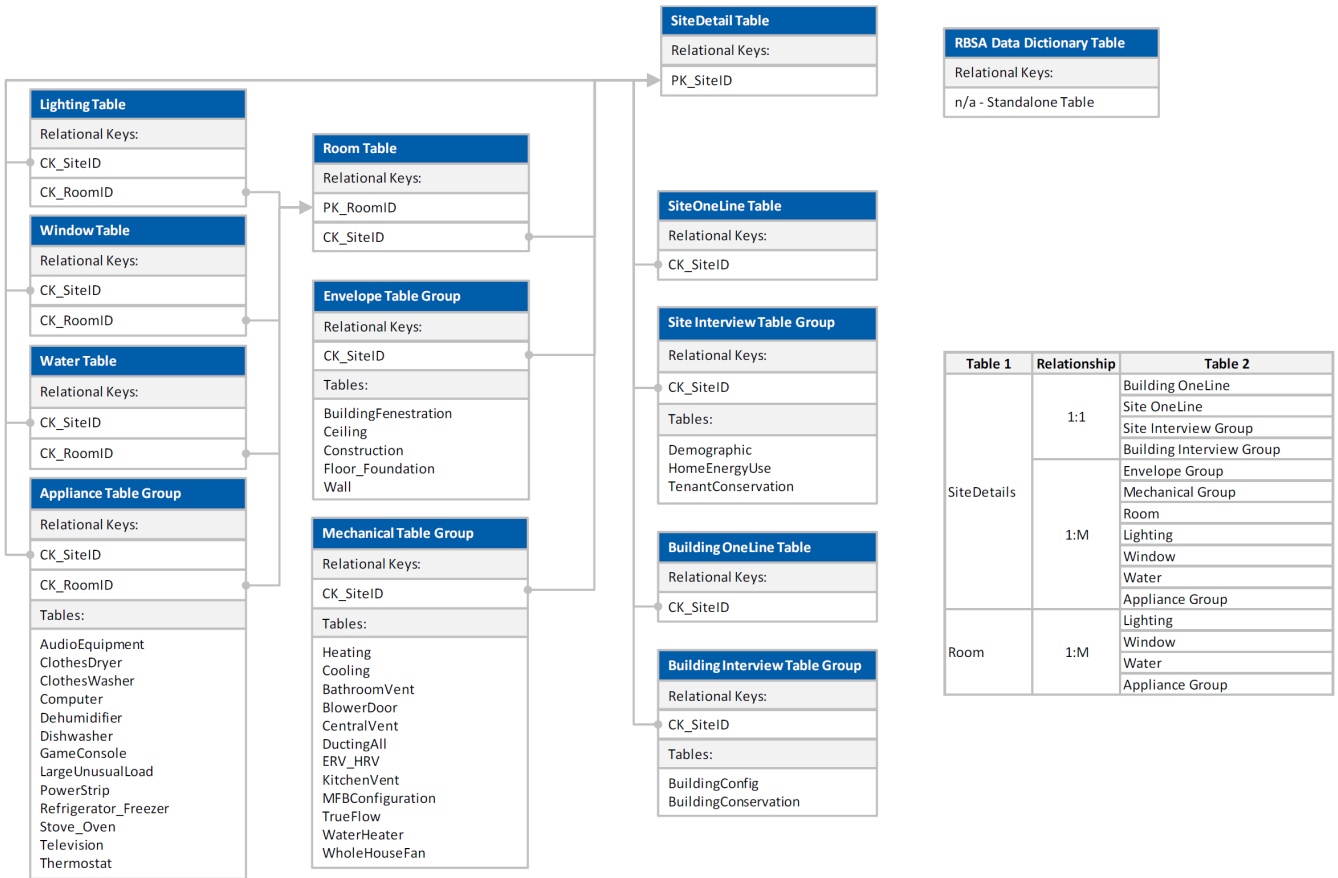 SiteDetail Table
Relational Keys:
PK_SiteID
RBSA Data Dictionary Table
Relational Keys:
n/a - Standalone Table
Lighting Table
Relational Keys:
CK_SiteID
CK_RoomID
Window Table
Relational Keys:
CK_SiteID
CK_RoomID
Water Table
Relational Keys:
CK_SiteID
CK_RoomID
Appliance Table Group
Relational Keys:
CK_SiteID
CK_RoomID
Tables:
AudioEquipment
ClothesDryer
ClothesWasher
Computer
Dehumidifier
Dishwasher
GameConsole
LargeUnusualLoad
PowerStrip
Refrigerator_Freezer
Stove_Oven
Television
Thermostat
Room Table
Relational Keys:
PK_RoomID
CK_SiteID
Envelope Table Group
Relational Keys:
CK_SiteID
Tables:
BuildingFenestration
Ceiling
Construction
Floor_Foundation
Wall
Mechanical Table Group
Relational Keys:
CK_SiteID
Tables:
Heating
Cooling
BathroomVent
BlowerDoor
CentralVent
DuctingAll
ERV_HRV
KitchenVent
MFBConfiguration
TrueFlow
WaterHeater
WholeHouseFan
SiteOneLine Table
Relational Keys:
CK_SiteID
Site Interview Table Group
Relational Keys:
CK_SiteID
Tables:
Demographic
HomeEnergyUse
TenantConservation
Building OneLine Table
Relational Keys:
CK_SiteID
Building Interview Table Group
Relational Keys:
CK_SiteID
Tables:
BuildingConfig
BuildingConservation
Table 1 Relationship Table 2
SiteDetails
1:1
Building OneLine
Site OneLine
Site Interview Group
Building Interview Group
1:M
Envelope Group
Mechanical Group
Room
Lighting
Window
Water
Appliance Group
Room
1:M
Lighting
Window
Water
Appliance Group